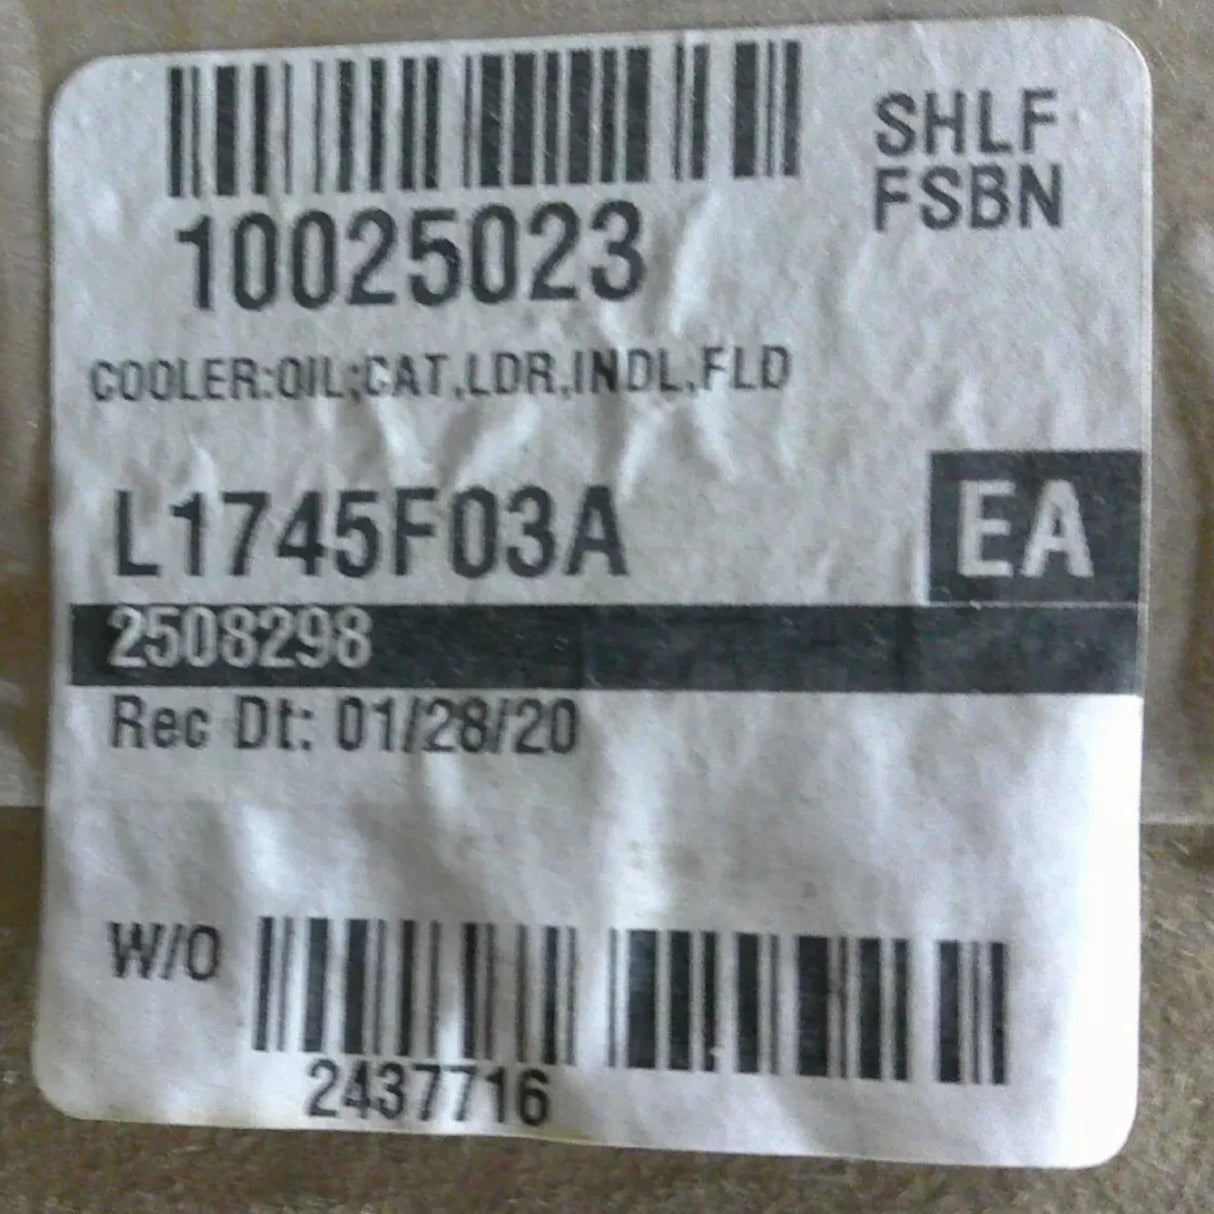 SHLF
FSBN
10025023
COOLER:OIL;CAT,LDR,INDL,FLD
L1745F03A
EA
2508298
Rec Dt: 01/28/20
W/O
2437716